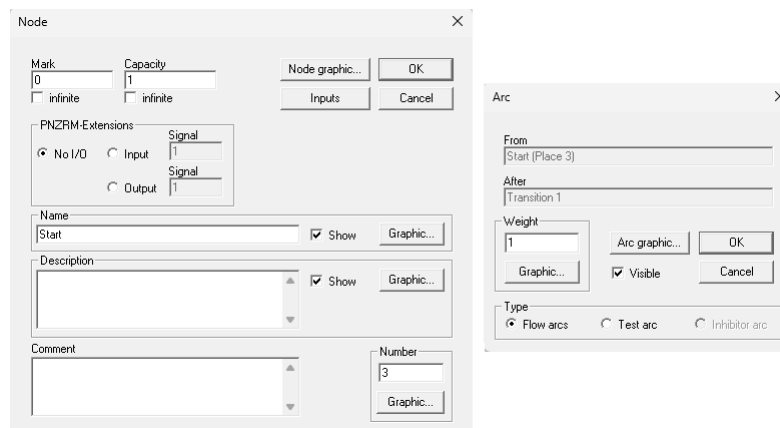 Node
Mark Capacity
0 1
infinite infinite
Node graphic... OK
Inputs Cancel
PNZRM-Extensions
Signal
No I/O Input 1
Signal
Output 1
Name
Start Show Graphic...
Description
Show Graphic...
Comment
Number
3
Graphic...
Arc
From
Start (Place 3)
After
Transition 1
Weight
1 Arc graphic... OK
Graphic... Visible Cancel
Type
Flow arcs Test arc Inhibitor arc